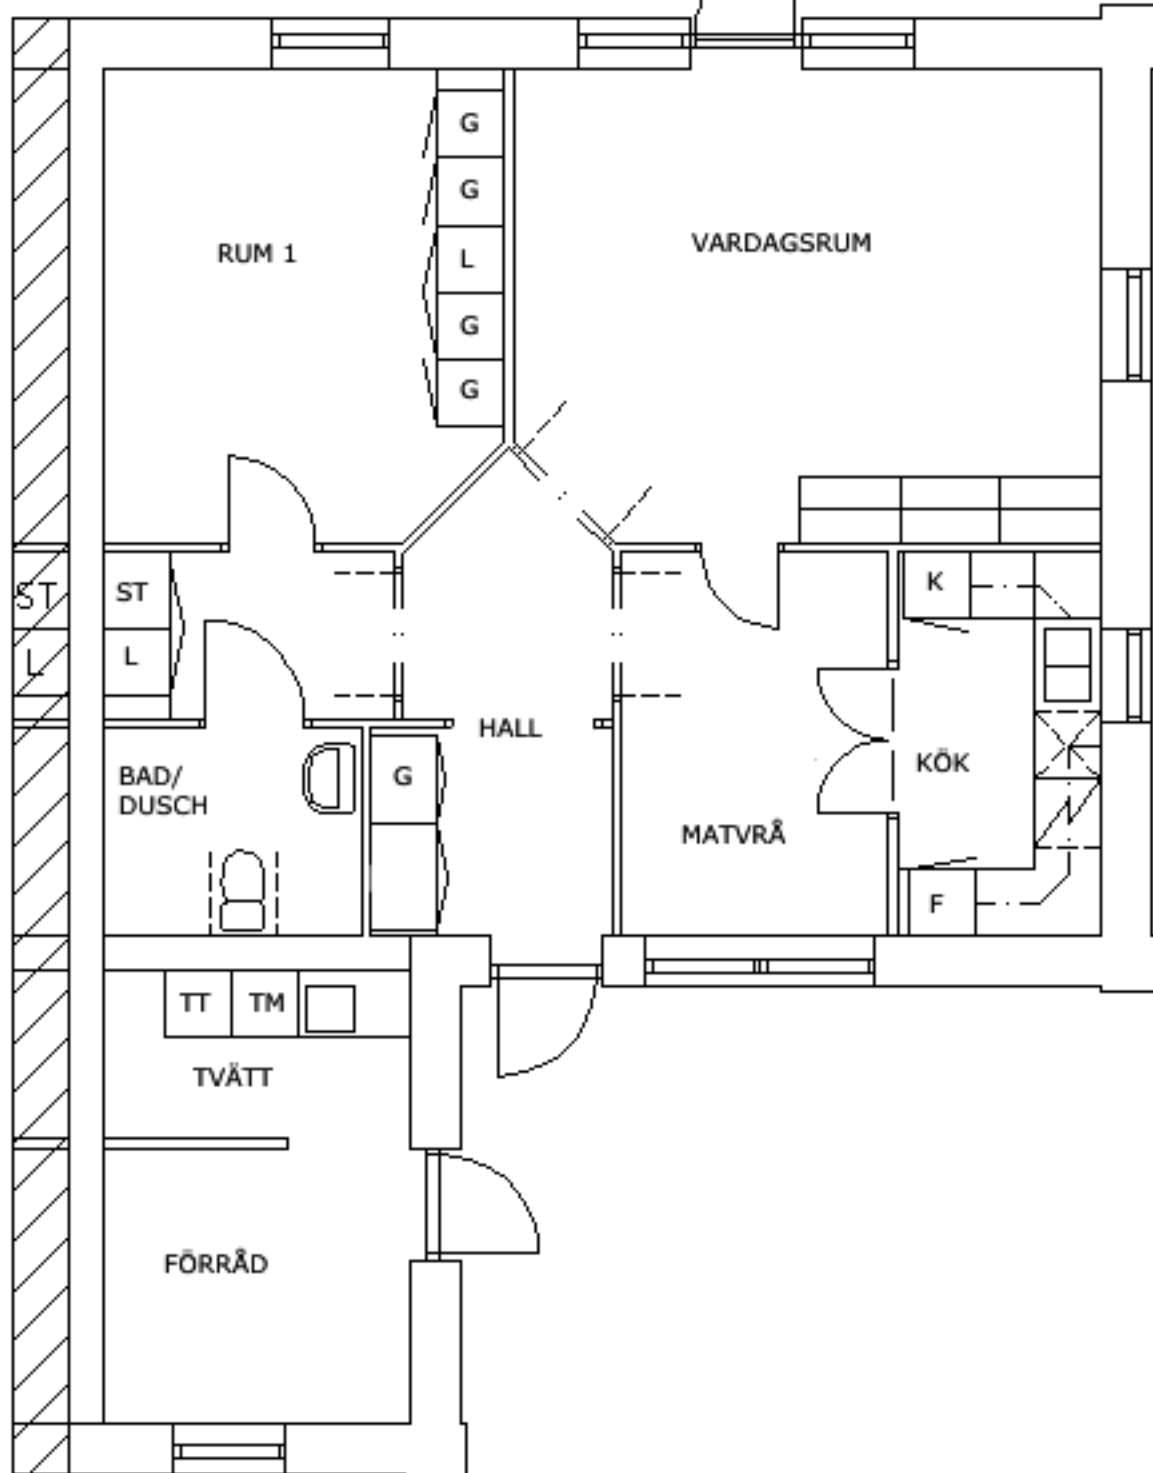 G
G
RUM 1
VARDAGSRUM
L
G
G
ST
ST
K
L
L
HALL
BAD/
DUSCH
G
KÖK
MATVRÅ
F
TT
TM
TVÄTT
FÖRRÅD